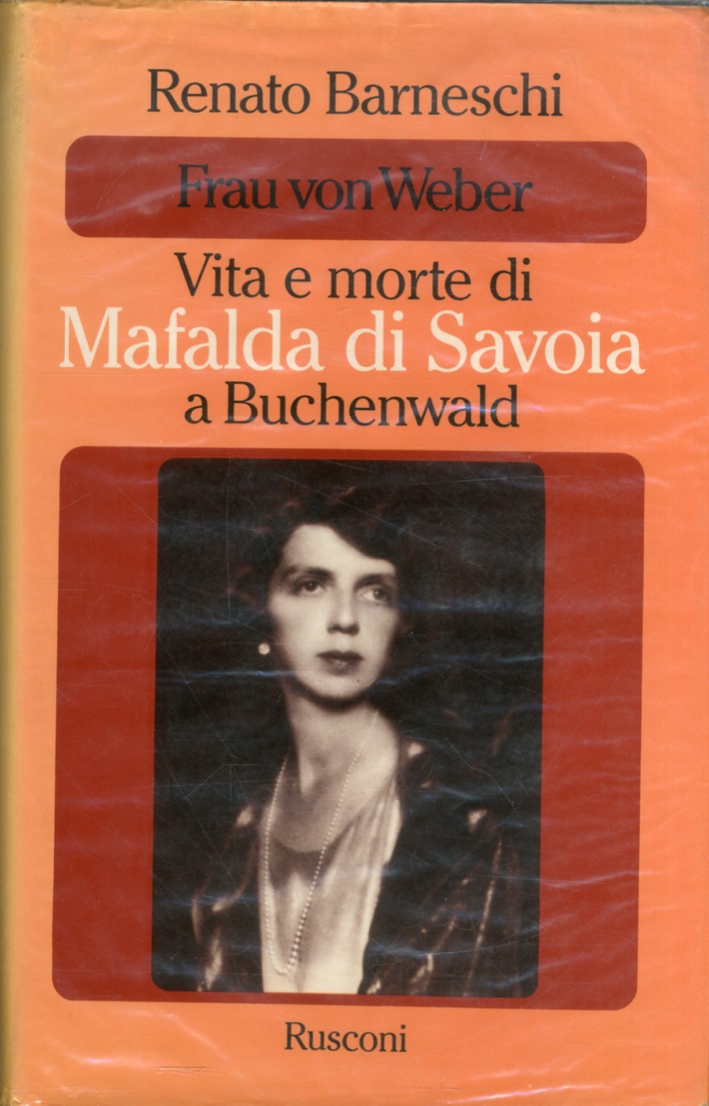 Renato Barneschi
Frau von Weber
Vita e morte di
Mafalda di Savoia
a Buchenwald
Rusconi